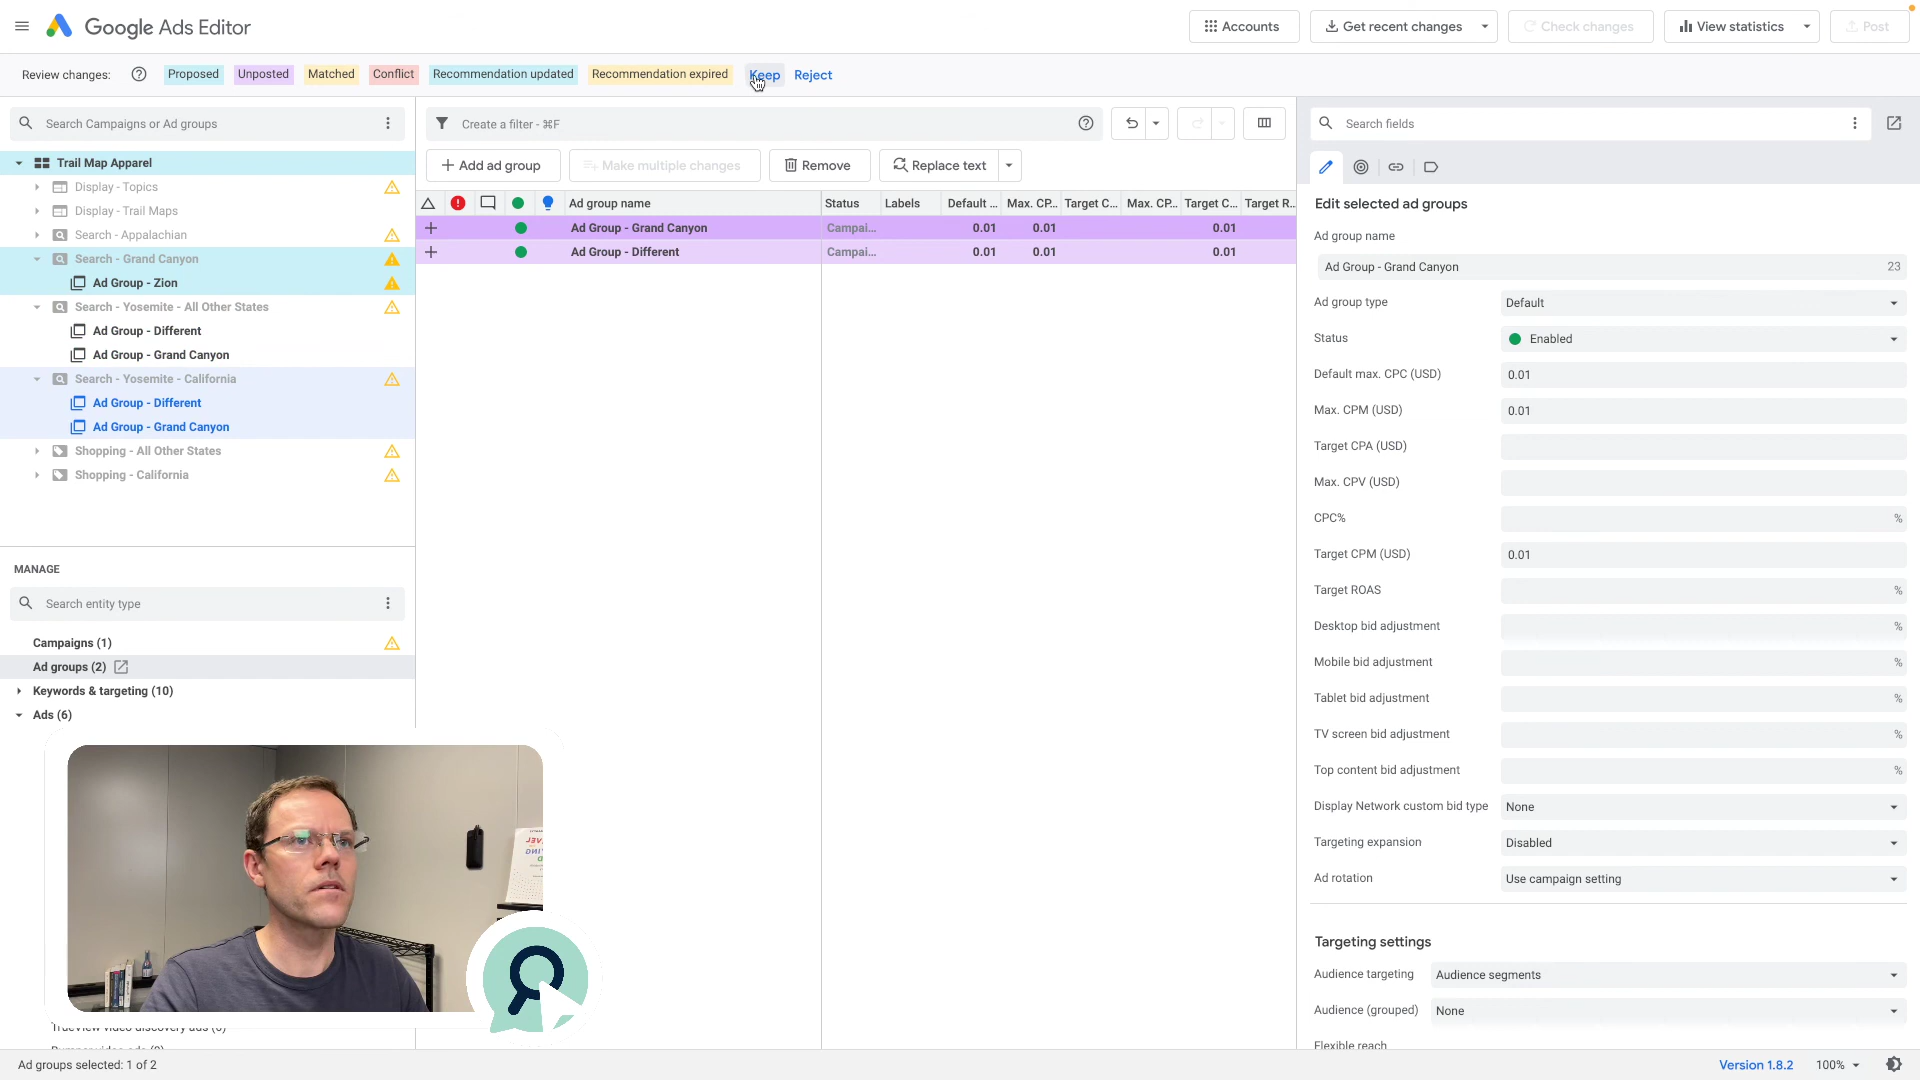 Google Ads Editor
Accounts
Get recent changes
Check changes
View statistics
Post
Review changes:
Proposed
Unposted
Matched
Conflict
Recommendation updated
Recommendation expired
Keep
Reject
Search Campaigns or Ad groups
Trail Map Apparel
Display - Topics
Display - Trail Maps
Search - Appalachian
Search - Grand Canyon
Ad Group - Zion
Search - Yosemite - All Other States
Ad Group - Different
Ad Group - Grand Canyon
Search - Yosemite - California
Ad Group - Different
Ad Group - Grand Canyon
Shopping - All Other States
Shopping - California
MANAGE
Search entity type
Campaigns (1)
Ad groups (2)
Keywords & targeting (10)
Ads (6)
Ad groups selected: 1 of 2
Create a filter - ⌘F
Add ad group
Make multiple changes
Remove
Replace text
Ad group name Status Labels Default ... Max. CP... Target C... Max. CP... Target C... Target R...
Ad Group - Grand Canyon Campai... 0.01 0.01 0.01
Ad Group - Different Campai... 0.01 0.01 0.01
Search fields
Edit selected ad groups
Ad group name
Ad Group - Grand Canyon 23
Ad group type Default
Status Enabled
Default max. CPC (USD) 0.01
Max. CPM (USD) 0.01
Target CPA (USD)
Max. CPV (USD)
CPC% %
Target CPM (USD) 0.01
Target ROAS %
Desktop bid adjustment %
Mobile bid adjustment %
Tablet bid adjustment %
TV screen bid adjustment %
Top content bid adjustment %
Display Network custom bid type None
Targeting expansion Disabled
Ad rotation Use campaign setting
Targeting settings
Audience targeting Audience segments
Audience (grouped) None
Flexible reach
Version 1.8.2 100%